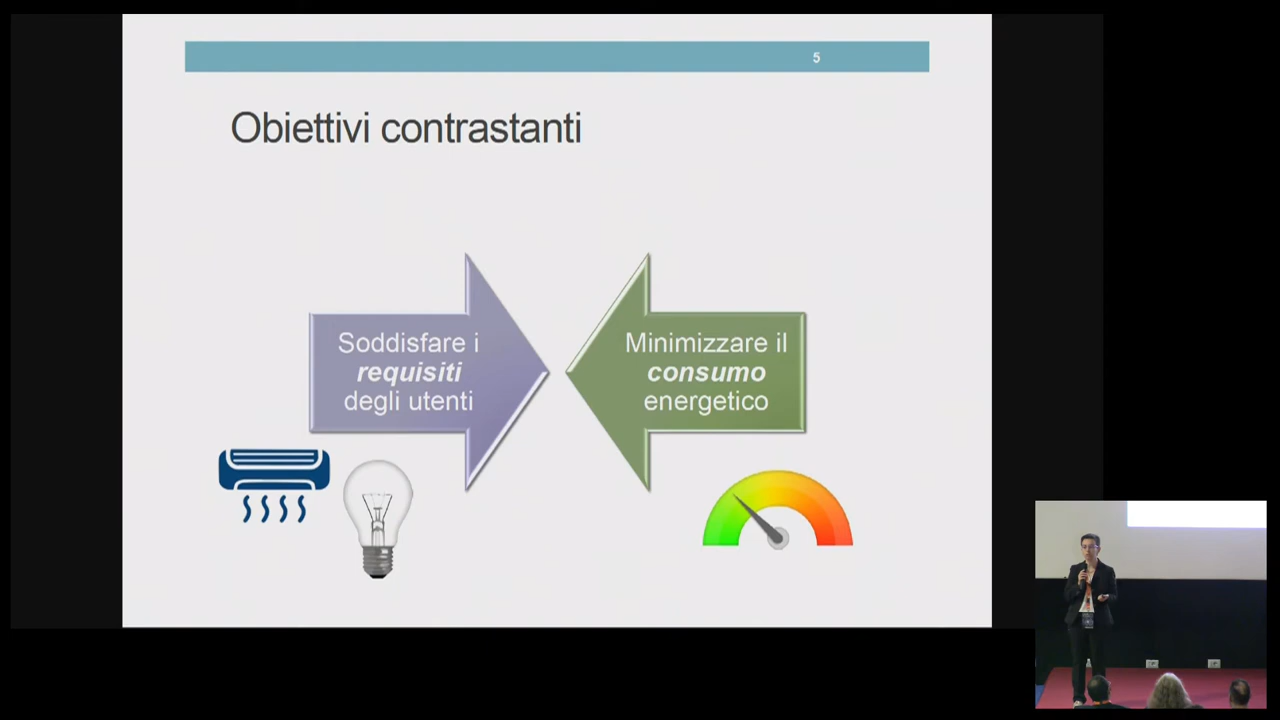 5
Obiettivi contrastanti
Soddisfare i
requisiti
degli utenti
Minimizzare il
consumo
energetico